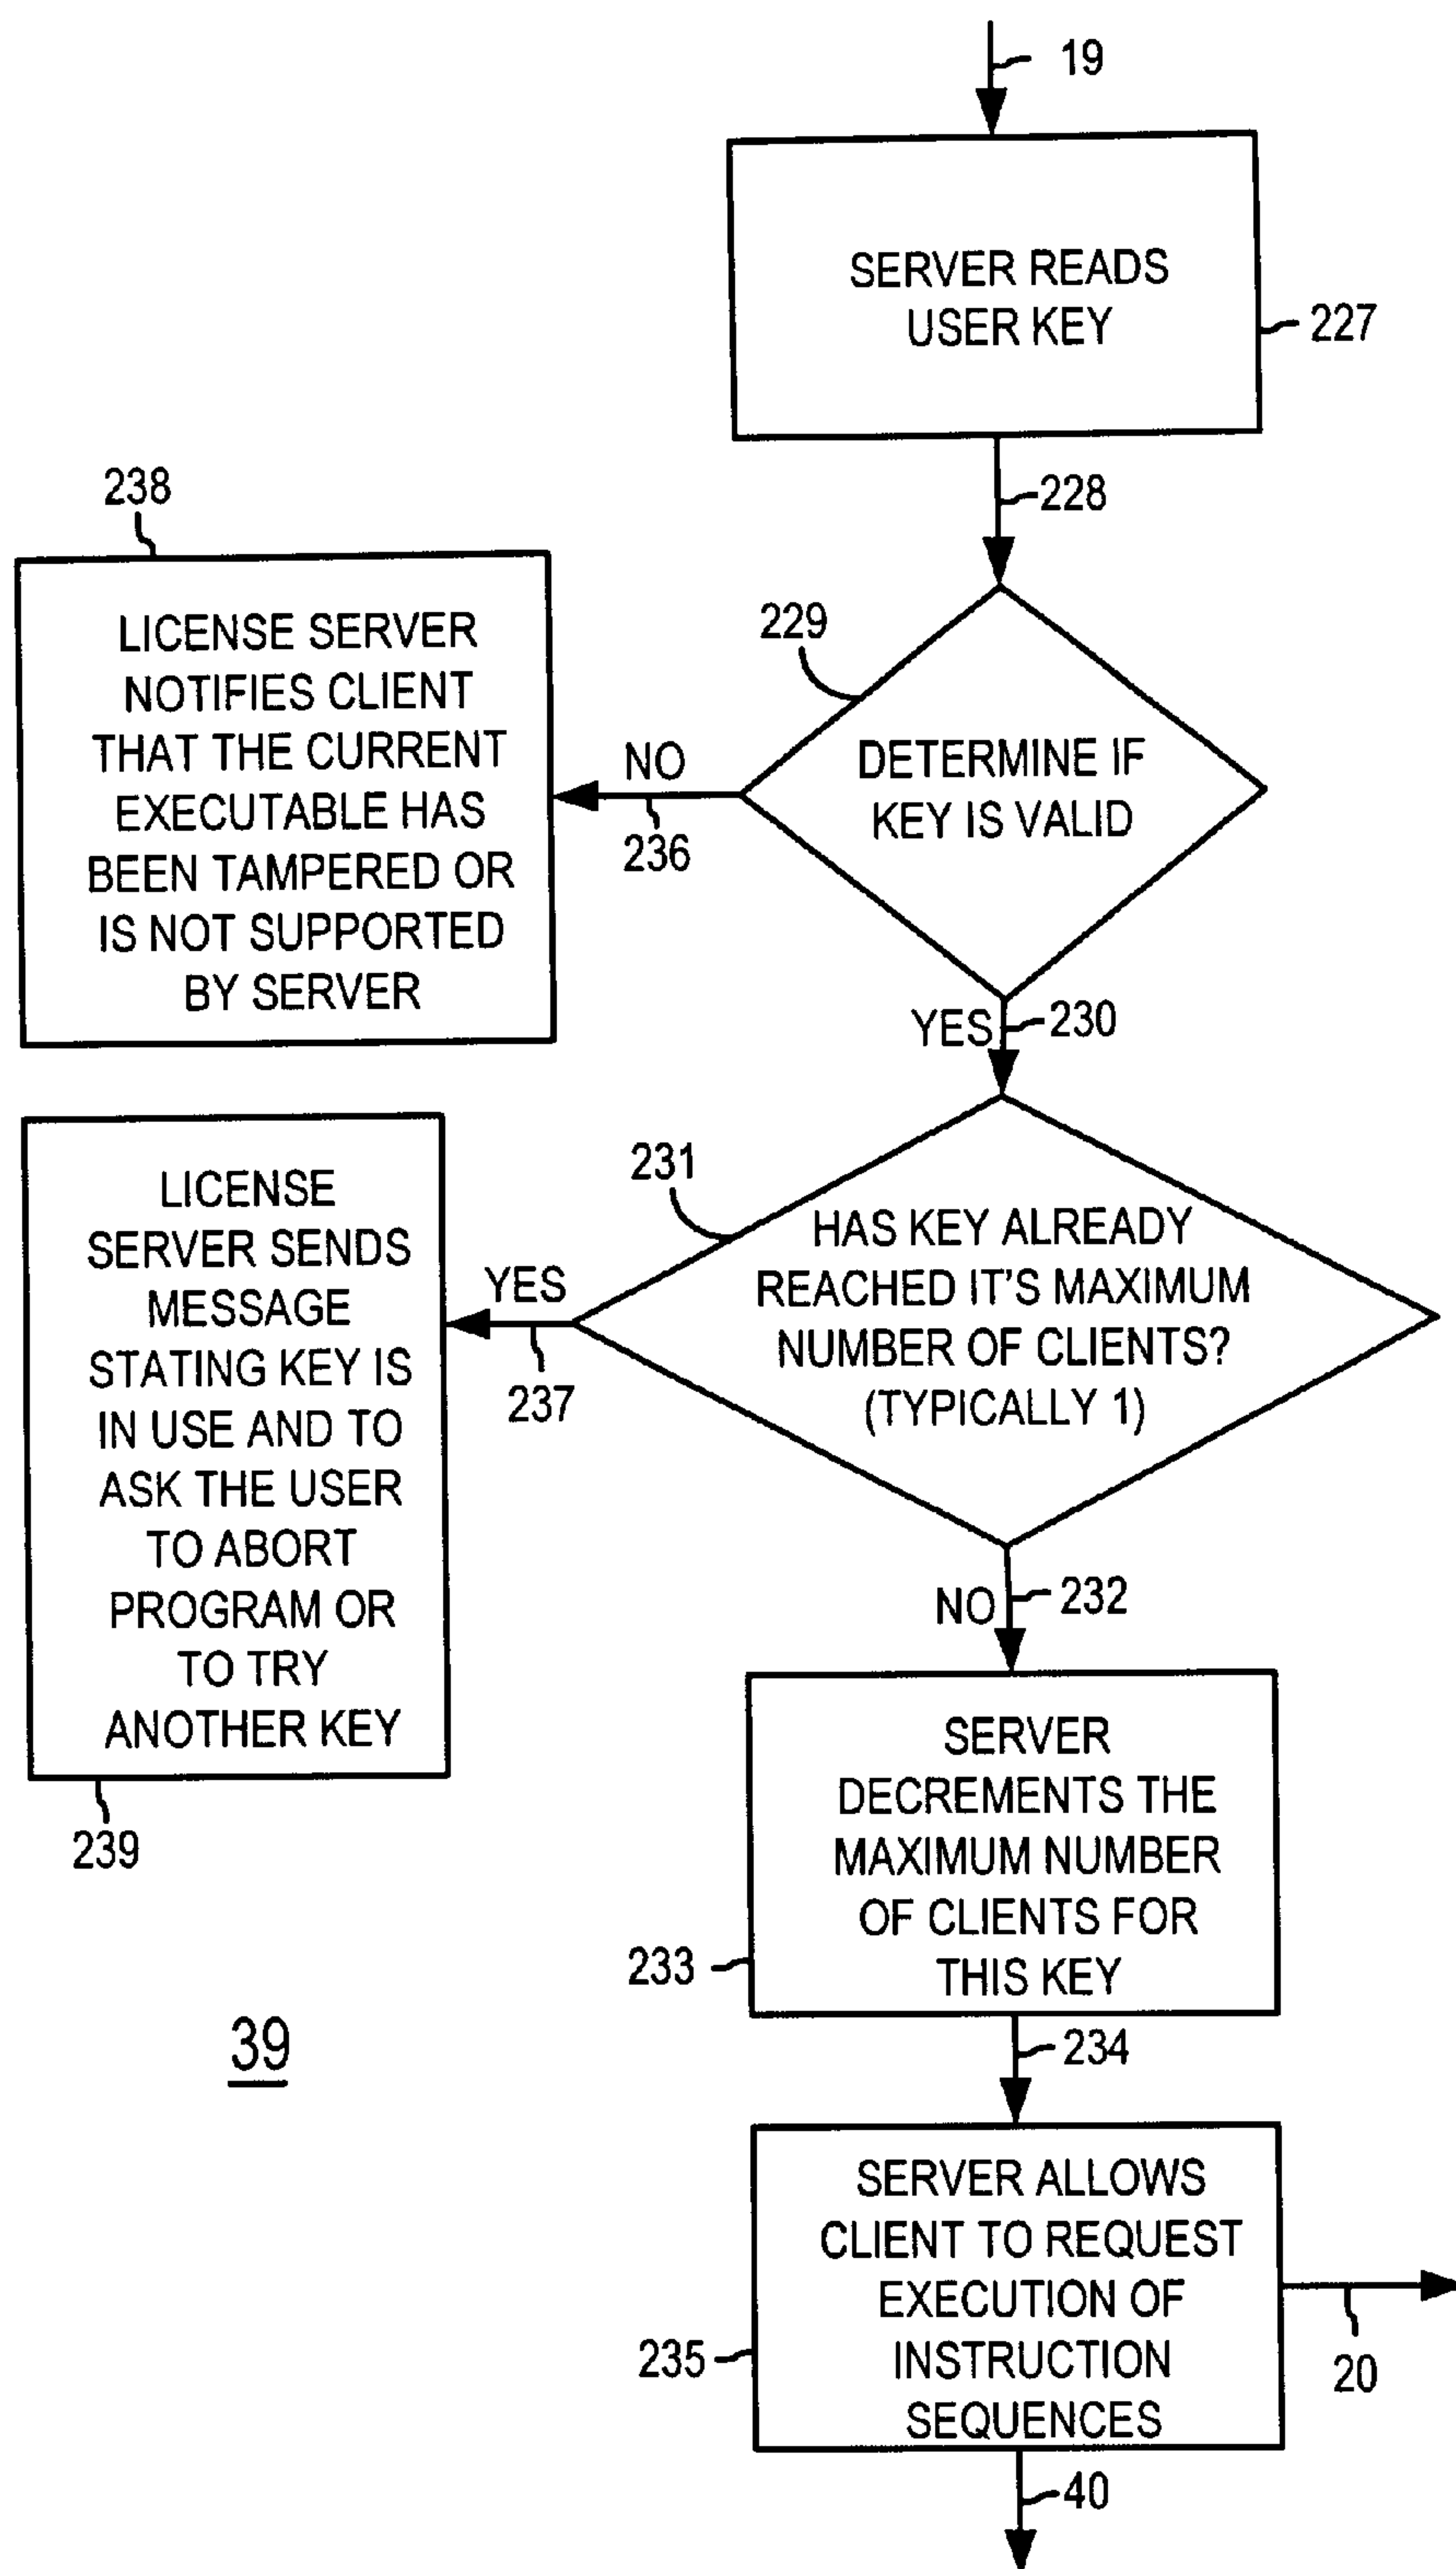 19
SERVER READS
USER KEY
227
228
238
LICENSE SERVER
NOTIFIES CLIENT
THAT THE CURRENT
EXECUTABLE HAS
BEEN TAMPERED OR
IS NOT SUPPORTED
BY SERVER
229
DETERMINE IF
KEY IS VALID
NO
236
YES
230
231
HAS KEY ALREADY
REACHED IT'S MAXIMUM
NUMBER OF CLIENTS?
(TYPICALLY 1)
YES
237
LICENSE
SERVER SENDS
MESSAGE
STATING KEY IS
IN USE AND TO
ASK THE USER
TO ABORT
PROGRAM OR
TO TRY
ANOTHER KEY
239
NO
232
SERVER
DECREMENTS THE
MAXIMUM NUMBER
OF CLIENTS FOR
THIS KEY
233
39
234
SERVER ALLOWS
CLIENT TO REQUEST
EXECUTION OF
INSTRUCTION
SEQUENCES
235
20
40